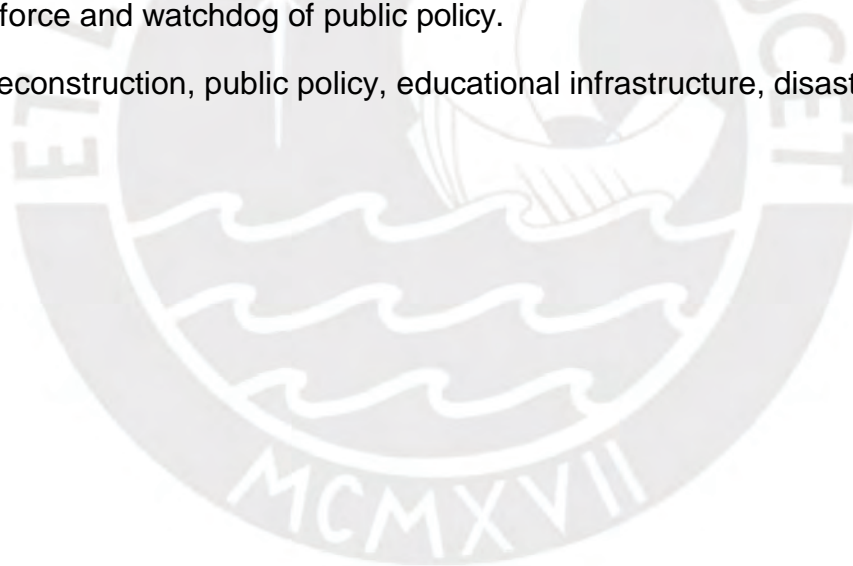 force and watchdog of public policy.
econstruction, public policy, educational infrastructure, disast
MCMXVII